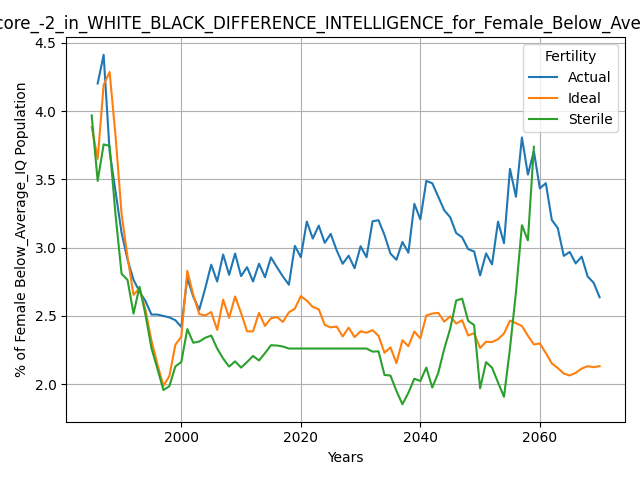 core_-2_in_WHITE_BLACK_DIFFERENCE_INTELLIGENCE_for_Female_Below_Ave
% of Female Below_Average_IQ Population
4.5
4.0
3.5
3.0
2.5
2.0
Fertility
Actual
Ideal
Sterile
2000
2020
2040
2060
Years